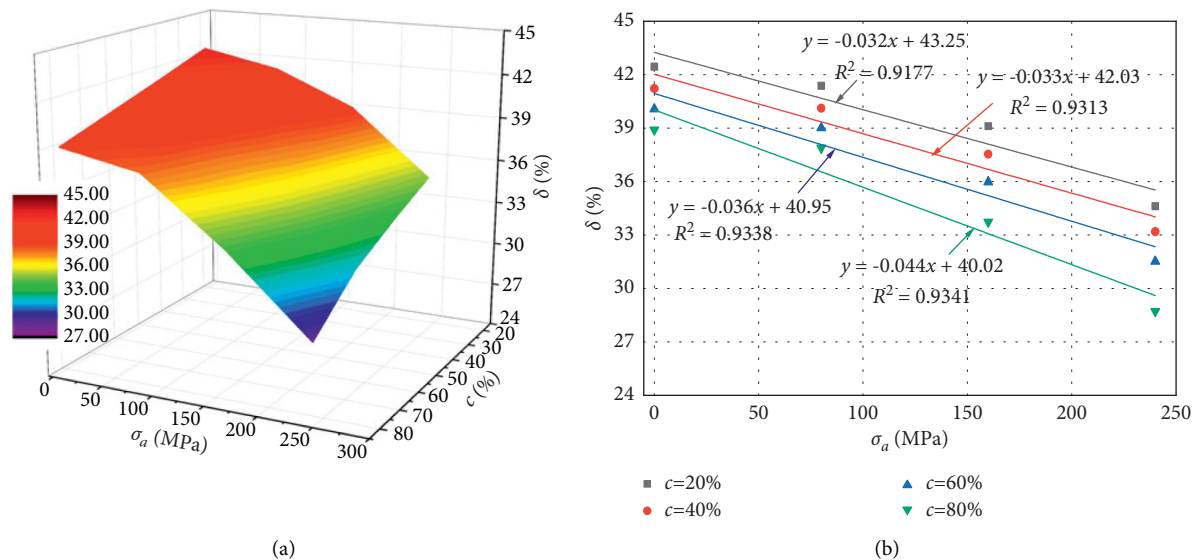 45
42
39
36
33
30
27
24
δ (%)
45.00
42.00
39.00
36.00
33.00
30.00
27.00
0
50
100
150
200
250
300
σa (MPa)
20
30
40
50
60
70
80
c (%)
(a)
45
42
39
36
33
30
27
24
δ (%)
y = -0.032x + 43.25
R² = 0.9177
y = -0.033x + 42.03
R² = 0.9313
y = -0.036x + 40.95
R² = 0.9338
y = -0.044x + 40.02
R² = 0.9341
0
50
100
150
200
250
σa (MPa)
c=20%
c=60%
c=40%
c=80%
(b)